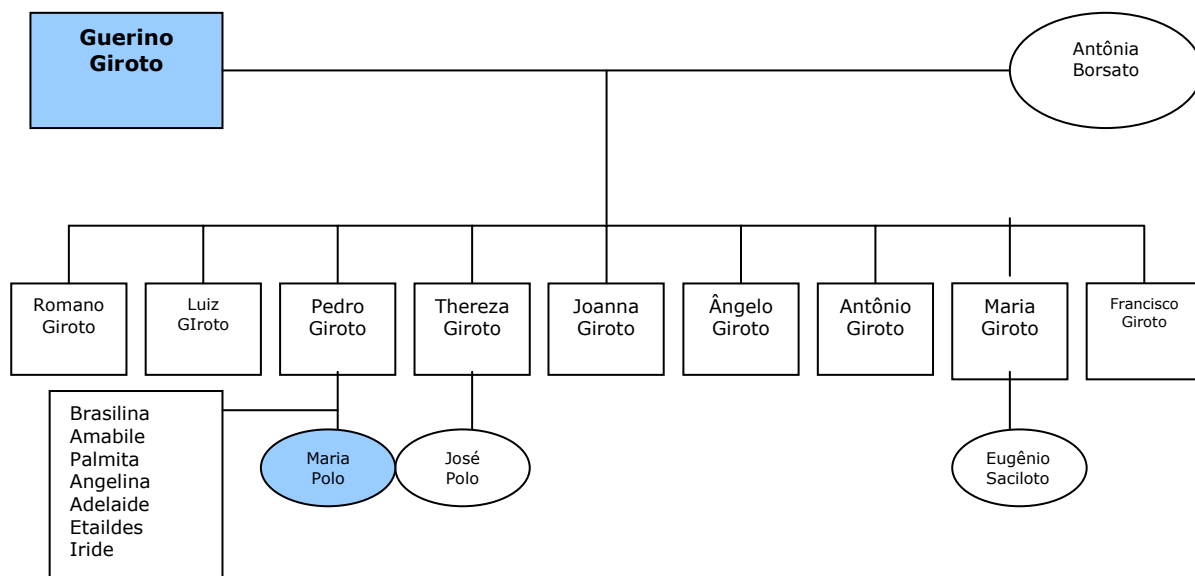 Guerino
Giroto
Antônia
Borsato
Romano
Giroto
Luiz
GIroto
Pedro
Giroto
Thereza
Giroto
Joanna
Giroto
Ângelo
Giroto
Antônio
Giroto
Maria
Giroto
Francisco
Giroto
Brasilina
Amabile
Palmita
Angelina
Adelaide
Etaildes
Iride
Maria
Polo
José
Polo
Eugênio
Saciloto